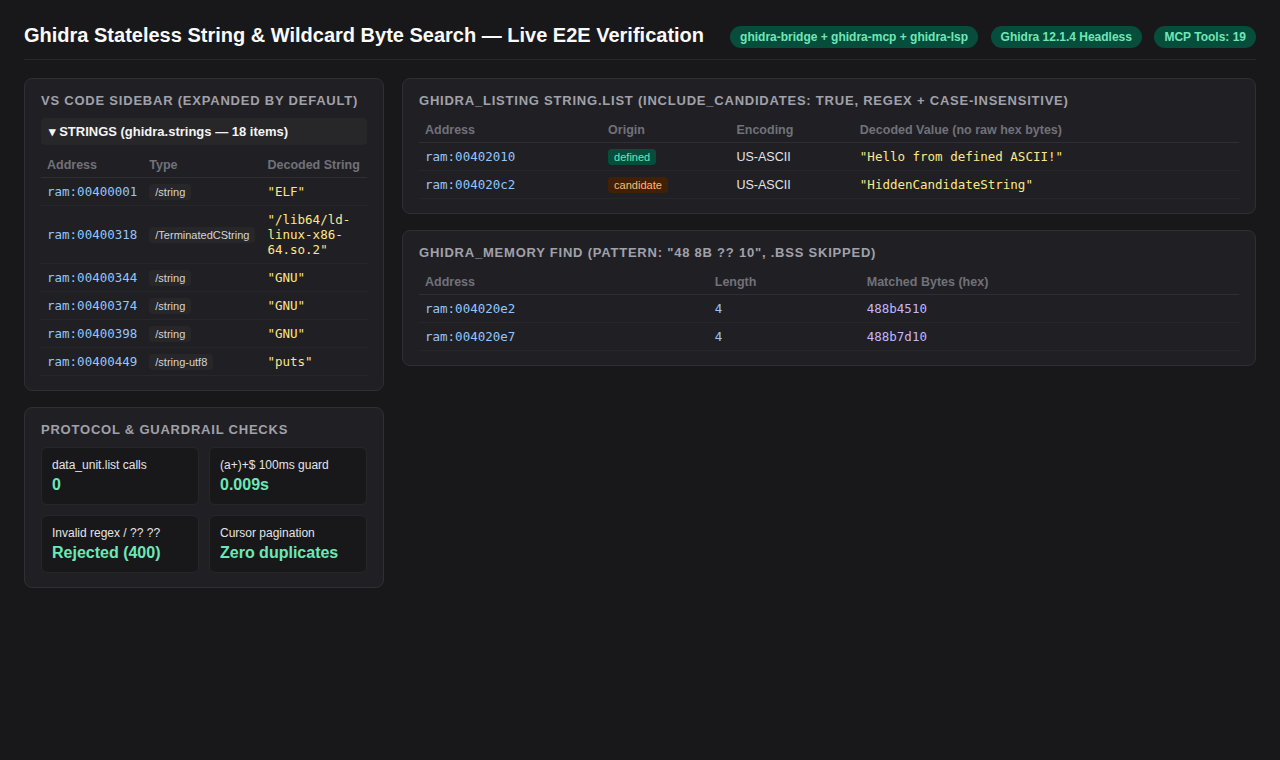 Ghidra Stateless String & Wildcard Byte Search — Live E2E Verification
ghidra-bridge + ghidra-mcp + ghidra-lsp
Ghidra 12.1.4 Headless
MCP Tools: 19
VS CODE SIDEBAR (EXPANDED BY DEFAULT)
▾ STRINGS (ghidra.strings — 18 items)
Address Type Decoded String
ram:00400001 /string "ELF"
ram:00400318 /TerminatedCString "/lib64/ld-
linux-x86-
64.so.2"
ram:00400344 /string "GNU"
ram:00400374 /string "GNU"
ram:00400398 /string "GNU"
ram:00400449 /string-utf8 "puts"
PROTOCOL & GUARDRAIL CHECKS
data_unit.list calls
0
(a+)+$ 100ms guard
0.009s
Invalid regex / ?? ??
Rejected (400)
Cursor pagination
Zero duplicates
GHIDRA_LISTING STRING.LIST (INCLUDE_CANDIDATES: TRUE, REGEX + CASE-INSENSITIVE)
Address Origin Encoding Decoded Value (no raw hex bytes)
ram:00402010 defined US-ASCII "Hello from defined ASCII!"
ram:004020c2 candidate US-ASCII "HiddenCandidateString"
GHIDRA_MEMORY FIND (PATTERN: "48 8B ?? 10", .BSS SKIPPED)
Address Length Matched Bytes (hex)
ram:004020e2 4 488b4510
ram:004020e7 4 488b7d10